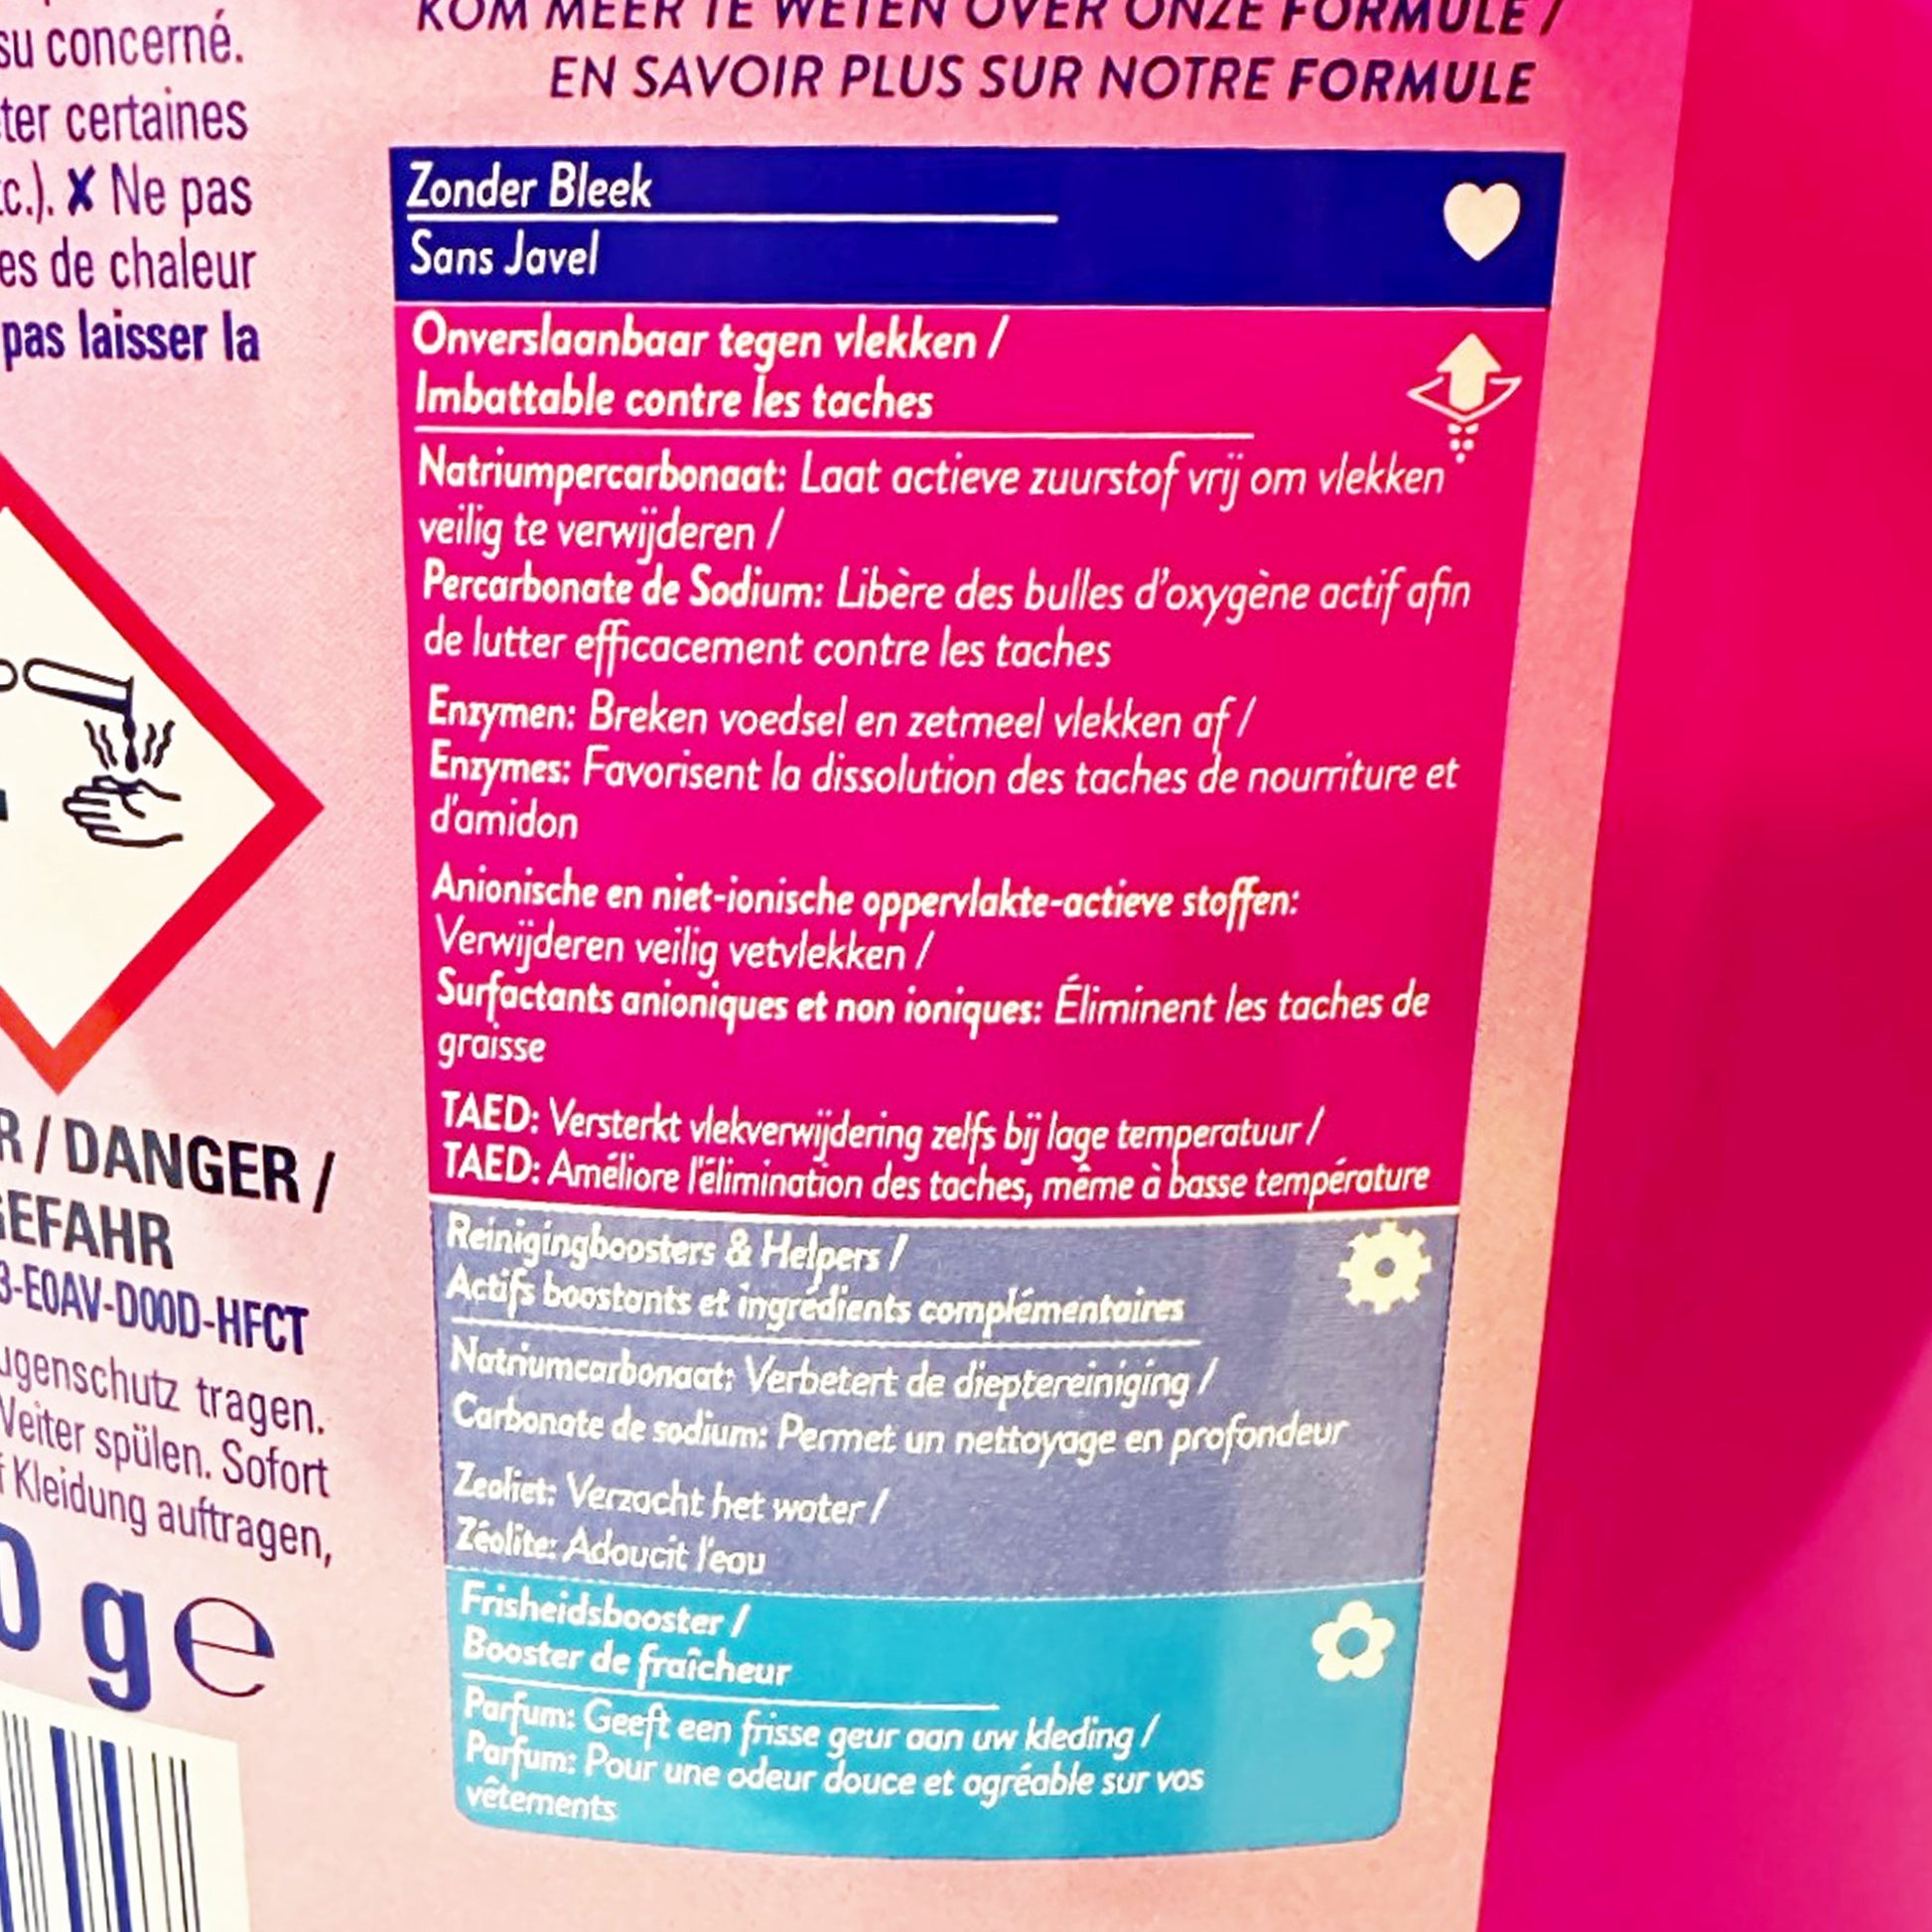 su concerné.
ter certaines
c.). ✗ Ne pas
es de chaleur
pas laisser la
R / DANGER /
GEFAHR
3-E0AV-D00D-HFCT
ugenschutz tragen.
Weiter spülen. Sofort
f Kleidung auftragen,
0 g e
KOM MEER TE WETEN OVER ONZE FORMULE /
EN SAVOIR PLUS SUR NOTRE FORMULE
Zonder Bleek
Sans Javel
Onverslaanbaar tegen vlekken /
Imbattable contre les taches
Natriumpercarbonaat: Laat actieve zuurstof vrij om vlekken
veilig te verwijderen /
Percarbonate de Sodium: Libère des bulles d'oxygène actif afin
de lutter efficacement contre les taches
Enzymen: Breken voedsel en zetmeel vlekken af /
Enzymes: Favorisent la dissolution des taches de nourriture et
d'amidon
Anionische en niet-ionische oppervlakte-actieve stoffen:
Verwijderen veilig vetvlekken /
Surfactants anioniques et non ioniques: Éliminent les taches de
graisse
TAED: Versterkt vlekverwijdering zelfs bij lage temperatuur /
TAED: Améliore l'élimination des taches, même à basse température
Reinigingboosters & Helpers /
Actifs boostants et ingrédients complémentaires
Natriumcarbonaat: Verbetert de dieptereiniging /
Carbonate de sodium: Permet un nettoyage en profondeur
Zeoliet: Verzacht het water /
Zéolite: Adoucit l'eau
Frisheidsbooster /
Booster de fraîcheur
Parfum: Geeft een frisse geur aan uw kleding /
Parfum: Pour une odeur douce et agréable sur vos
vêtements